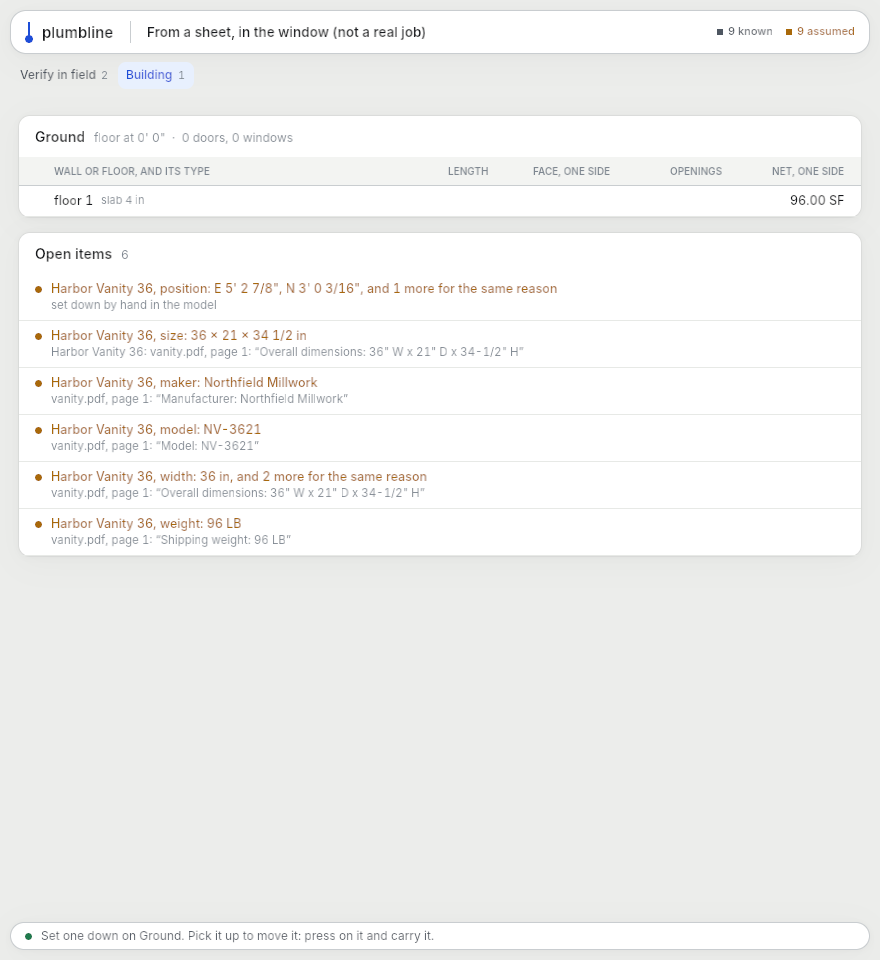 plumbline From a sheet, in the window (not a real job) 9 known 9 assumed
Verify in field 2 Building 1
Ground floor at 0' 0" · 0 doors, 0 windows
WALL OR FLOOR, AND ITS TYPE LENGTH FACE, ONE SIDE OPENINGS NET, ONE SIDE
floor 1 slab 4 in 96.00 SF
Open items 6
Harbor Vanity 36, position: E 5' 2 7/8", N 3' 0 3/16", and 1 more for the same reason
set down by hand in the model
Harbor Vanity 36, size: 36 × 21 × 34 1/2 in
Harbor Vanity 36: vanity.pdf, page 1: “Overall dimensions: 36" W x 21" D x 34-1/2" H”
Harbor Vanity 36, maker: Northfield Millwork
vanity.pdf, page 1: “Manufacturer: Northfield Millwork”
Harbor Vanity 36, model: NV-3621
vanity.pdf, page 1: “Model: NV-3621”
Harbor Vanity 36, width: 36 in, and 2 more for the same reason
vanity.pdf, page 1: “Overall dimensions: 36" W x 21" D x 34-1/2" H”
Harbor Vanity 36, weight: 96 LB
vanity.pdf, page 1: “Shipping weight: 96 LB”
Set one down on Ground. Pick it up to move it: press on it and carry it.